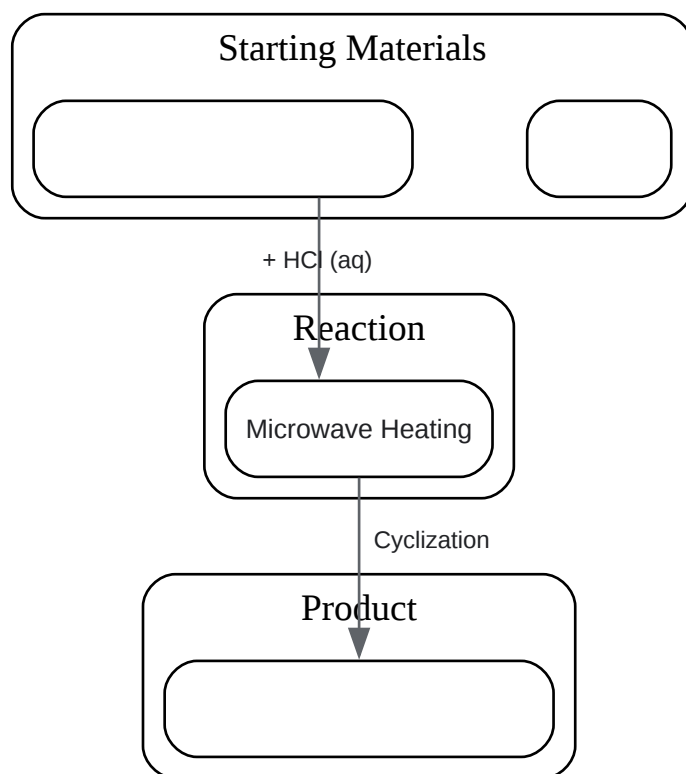 Starting Materials
+ HCl (aq)
Reaction
Microwave Heating
Cyclization
Product